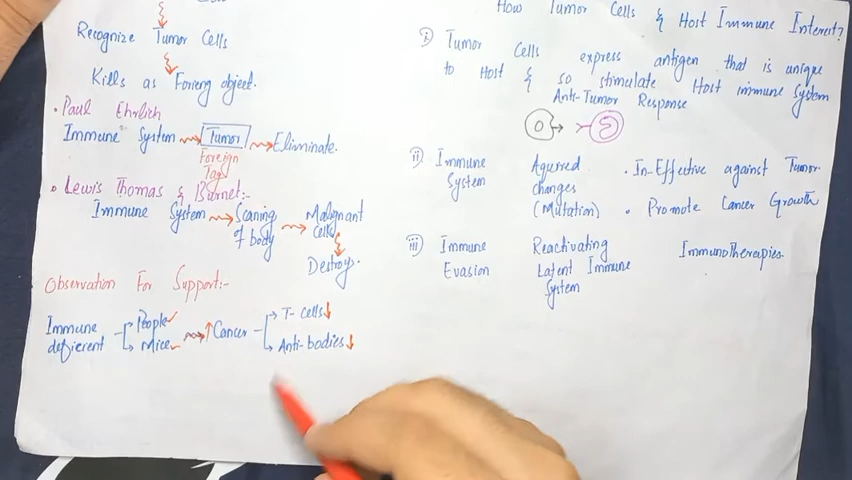 Recognize Tumor Cells
Kills as Forieng object.
• Paul Ehrlich
Immune System Tumor Eliminate.
Foreign
Tag
• Lewis Thomas & Burnet:-
Immune System Scaning Malignant
of body Cells
Destroy.
Observation For Support:-
Immune People ↑Cancer T-cells↓
deficrent Mice Anti-bodies↓
How Tumor Cells & Host Immune Interest?
i) Tumor Cells express antigen that is unique
to Host & so stimulate Host immune System
Anti-Tumor Response
ii) Immune Aqurred • In-Effective against Tumor
System changes
(Mutation) • Promote Cancer Growth
iii) Immune Reactivating ImmunoTherapies.
Evasion Latent Immune
System